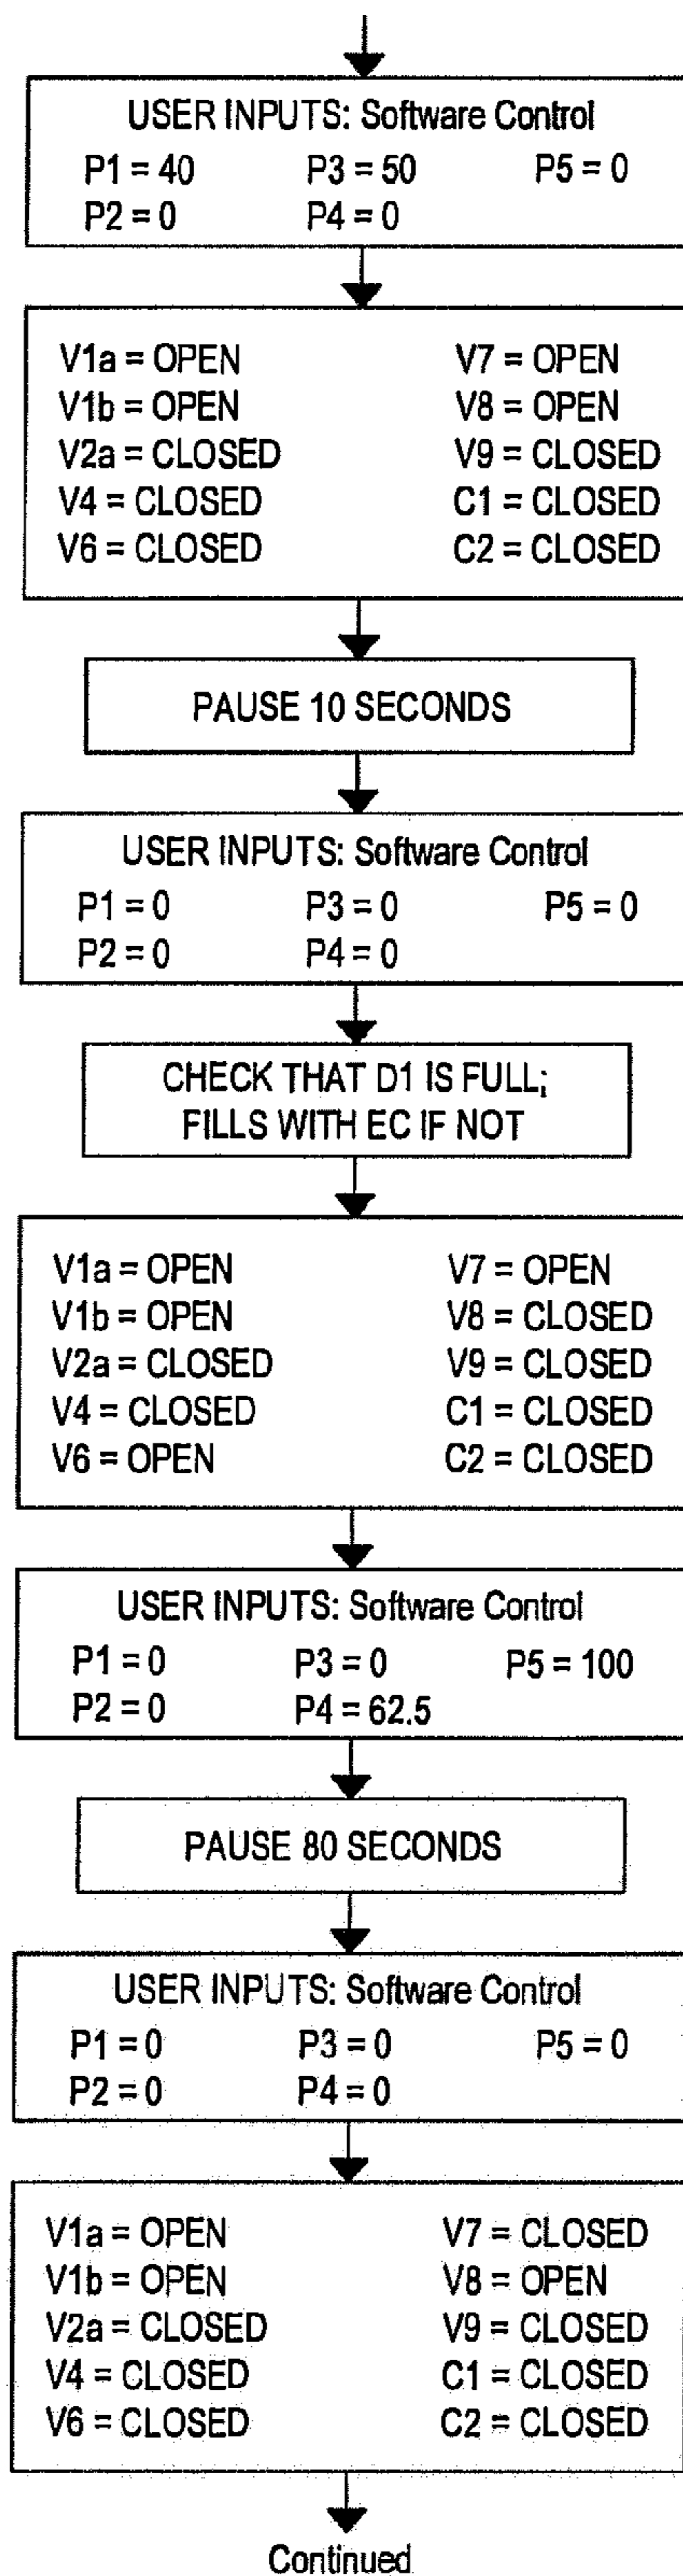 USER INPUTS: Software Control
P1 = 40 P3 = 50 P5 = 0
P2 = 0 P4 = 0
V1a = OPEN V7 = OPEN
V1b = OPEN V8 = OPEN
V2a = CLOSED V9 = CLOSED
V4 = CLOSED C1 = CLOSED
V6 = CLOSED C2 = CLOSED
PAUSE 10 SECONDS
USER INPUTS: Software Control
P1 = 0 P3 = 0 P5 = 0
P2 = 0 P4 = 0
CHECK THAT D1 IS FULL;
FILLS WITH EC IF NOT
V1a = OPEN V7 = OPEN
V1b = OPEN V8 = CLOSED
V2a = CLOSED V9 = CLOSED
V4 = CLOSED C1 = CLOSED
V6 = OPEN C2 = CLOSED
USER INPUTS: Software Control
P1 = 0 P3 = 0 P5 = 100
P2 = 0 P4 = 62.5
PAUSE 80 SECONDS
USER INPUTS: Software Control
P1 = 0 P3 = 0 P5 = 0
P2 = 0 P4 = 0
V1a = OPEN V7 = CLOSED
V1b = OPEN V8 = OPEN
V2a = CLOSED V9 = CLOSED
V4 = CLOSED C1 = CLOSED
V6 = CLOSED C2 = CLOSED
Continued